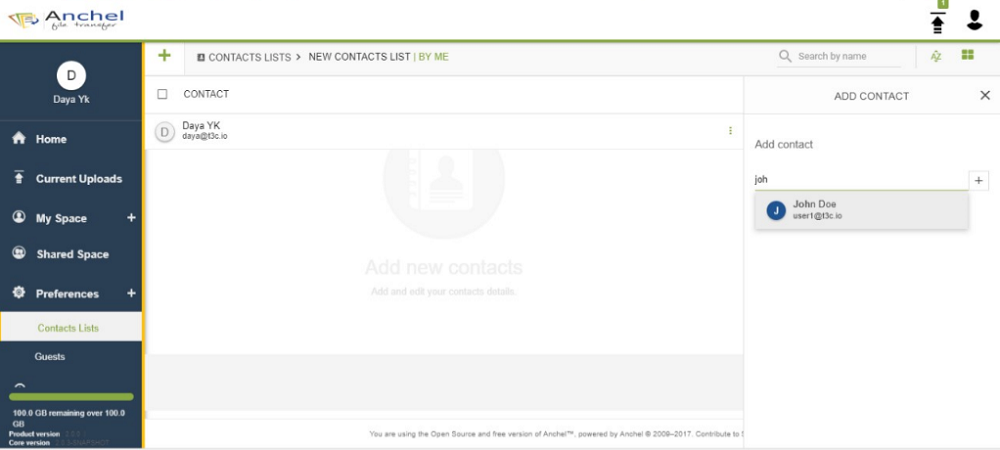 Anchel
file transfer
1
D
Daya Yk
Home
Current Uploads
My Space +
Shared Space
Preferences +
Contacts Lists
Guests
100.0 GB remaining over 100.0
GB
Product version
Core version
+ CONTACTS LISTS > NEW CONTACTS LIST | BY ME
Search by name
CONTACT
D
Daya YK
daya@t3c.io
Add new contacts
Add and edit your contacts details.
You are using the Open Source and free version of Anchel™, powered by Anchel © 2009–2017. Contribute to
ADD CONTACT
Add contact
joh
+
J
John Doe
user1@t3c.io